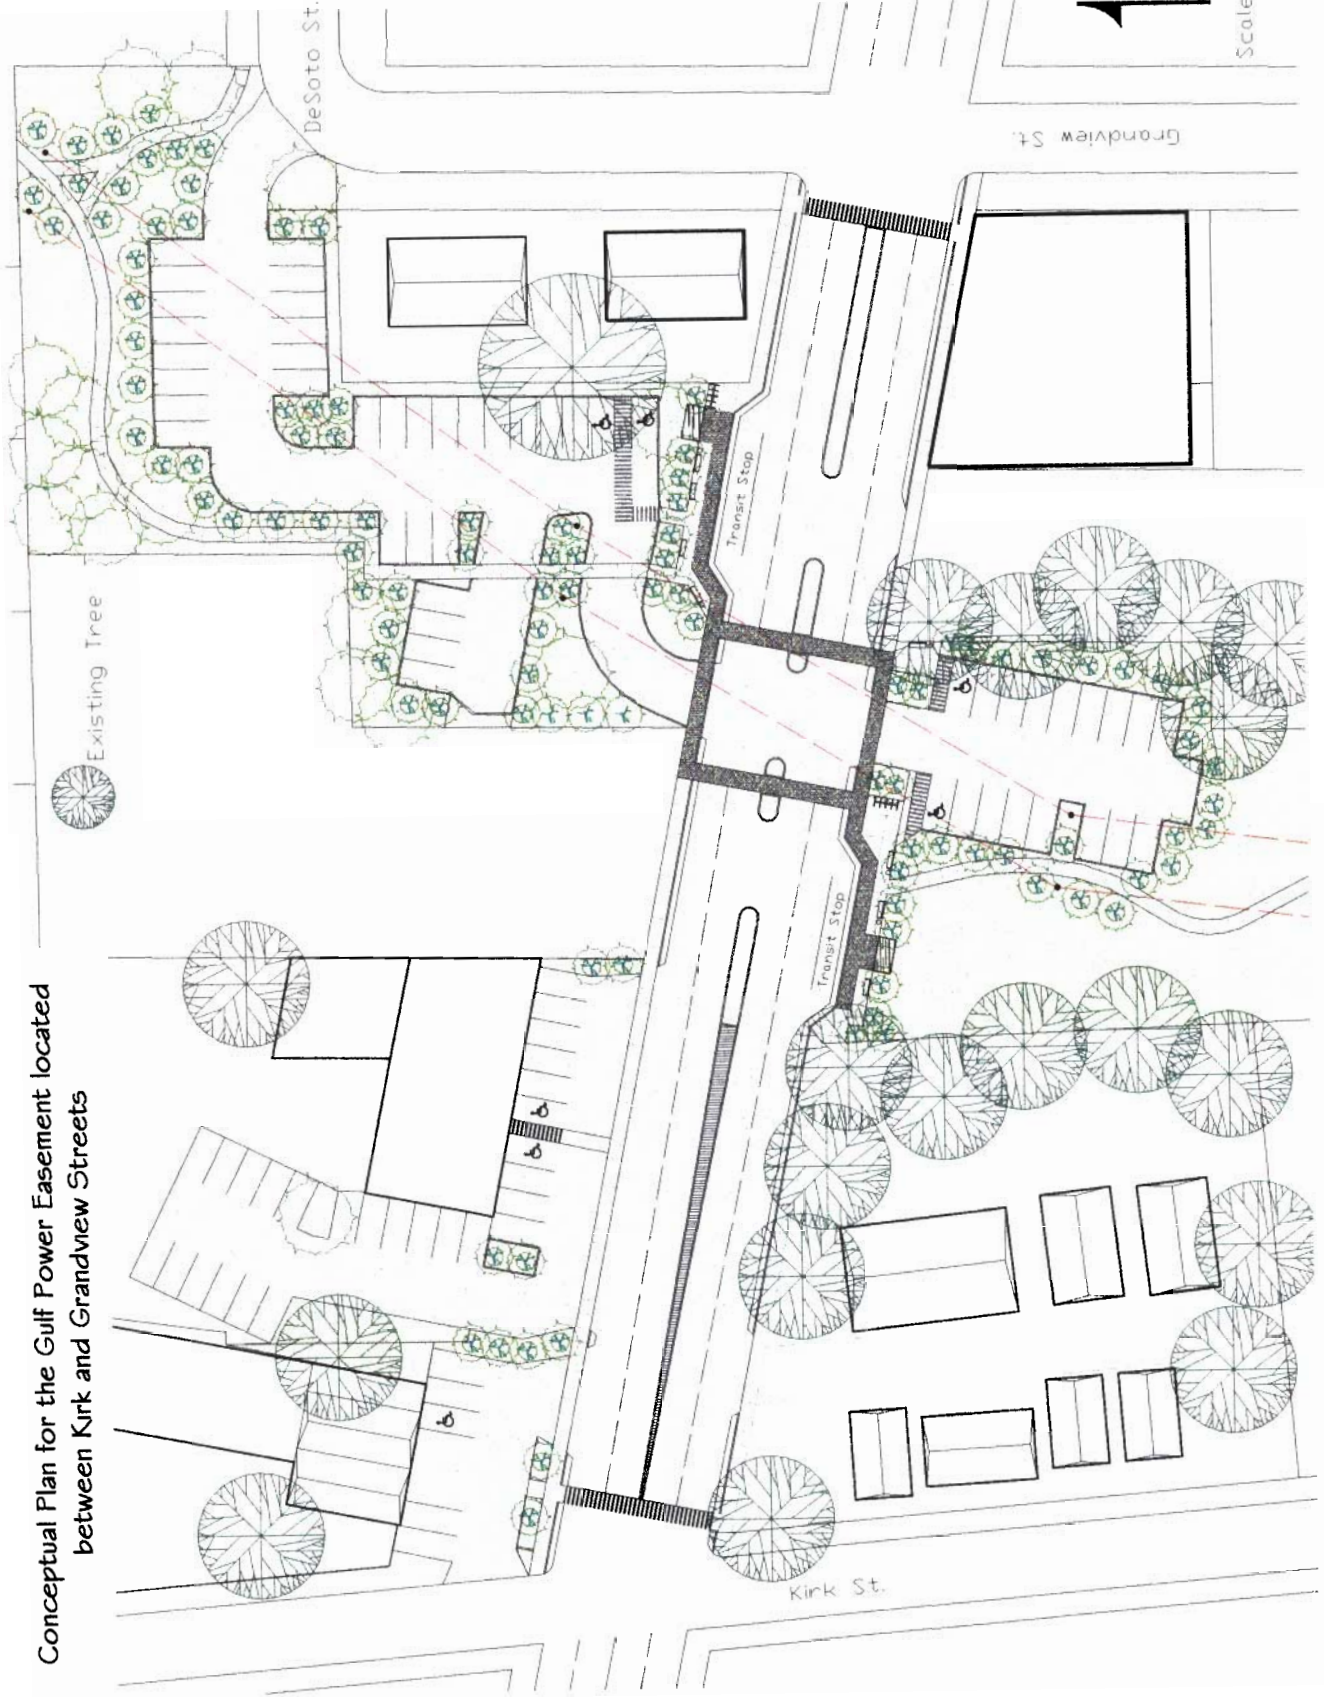 Conceptual Plan for the Gulf Power Easement located
between Kirk and Grandview Streets
Existing Tree
DeSoto St.
Grandview St.
Scale
Transit Stop
Transit Stop
Kirk St.